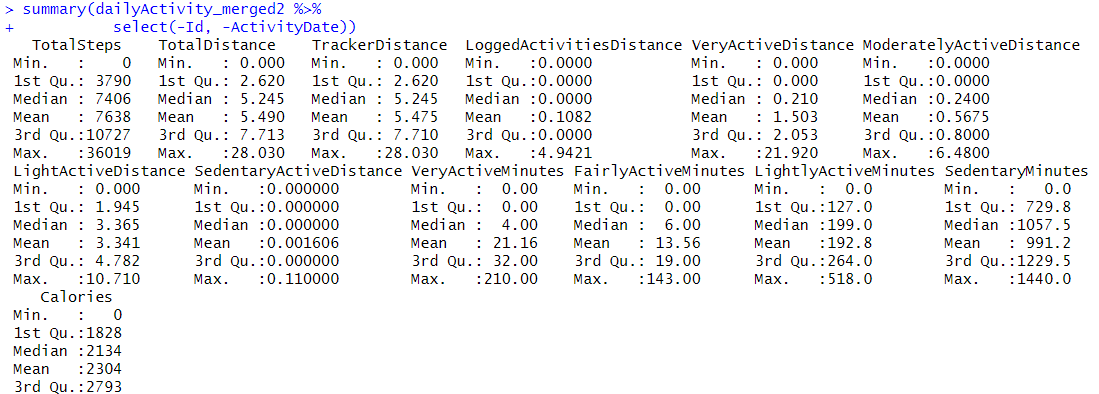 > summary(dailyActivity_merged2 %>%
+           select(-Id, -ActivityDate))
   TotalSteps    TotalDistance    TrackerDistance  LoggedActivitiesDistance VeryActiveDistance ModeratelyActiveDistance
 Min.   :    0   Min.   : 0.000   Min.   : 0.000   Min.   :0.0000           Min.   : 0.000     Min.   :0.0000
 1st Qu.: 3790   1st Qu.: 2.620   1st Qu.: 2.620   1st Qu.:0.0000           1st Qu.: 0.000     1st Qu.:0.0000
 Median : 7406   Median : 5.245   Median : 5.245   Median :0.0000           Median : 0.210     Median :0.2400
 Mean   : 7638   Mean   : 5.490   Mean   : 5.475   Mean   :0.1082           Mean   : 1.503     Mean   :0.5675
 3rd Qu.:10727   3rd Qu.: 7.713   3rd Qu.: 7.710   3rd Qu.:0.0000           3rd Qu.: 2.053     3rd Qu.:0.8000
 Max.   :36019   Max.   :28.030   Max.   :28.030   Max.   :4.9421           Max.   :21.920     Max.   :6.4800
 LightActiveDistance SedentaryActiveDistance VeryActiveMinutes FairlyActiveMinutes LightlyActiveMinutes SedentaryMinutes
 Min.   : 0.000      Min.   :0.000000        Min.   :  0.00    Min.   :  0.00      Min.   :  0.0        Min.   :   0.0
 1st Qu.: 1.945      1st Qu.:0.000000        1st Qu.:  0.00    1st Qu.:  0.00      1st Qu.:127.0        1st Qu.: 729.8
 Median : 3.365      Median :0.000000        Median :  4.00    Median :  6.00      Median :199.0        Median :1057.5
 Mean   : 3.341      Mean   :0.001606        Mean   : 21.16    Mean   : 13.56      Mean   :192.8        Mean   : 991.2
 3rd Qu.: 4.782      3rd Qu.:0.000000        3rd Qu.: 32.00    3rd Qu.: 19.00      3rd Qu.:264.0        3rd Qu.:1229.5
 Max.   :10.710      Max.   :0.110000        Max.   :210.00    Max.   :143.00      Max.   :518.0        Max.   :1440.0
    Calories
 Min.   :   0
 1st Qu.:1828
 Median :2134
 Mean   :2304
 3rd Qu.:2793